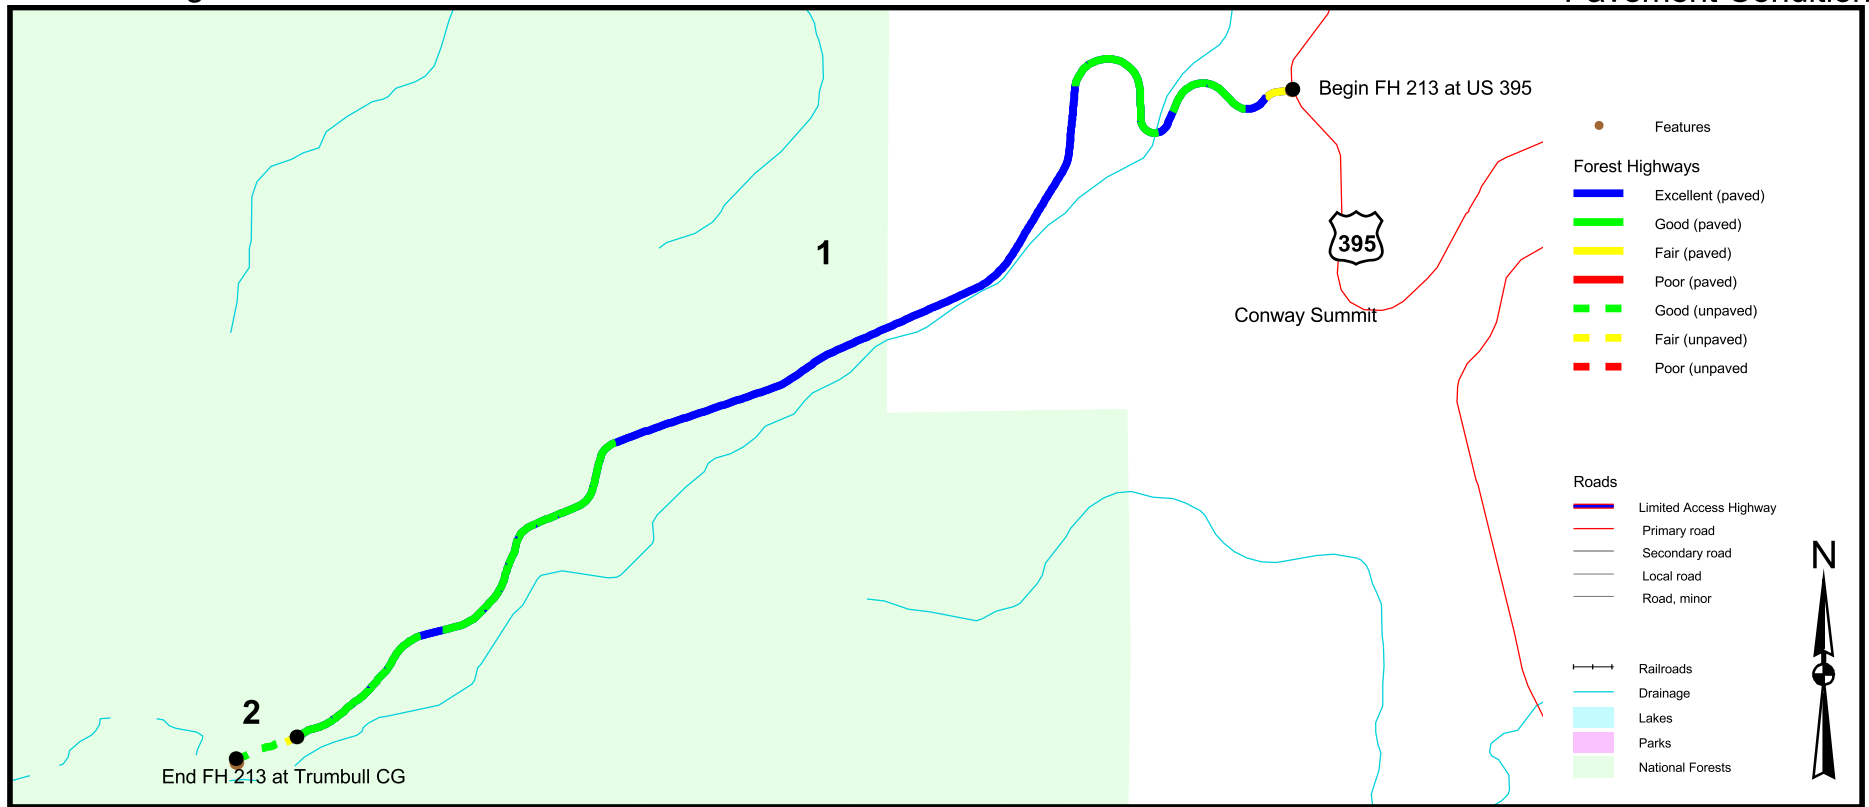 Pavement Condition
Begin FH 213 at US 395
Features
Forest Highways
Excellent (paved)
Good (paved)
1
395
Fair (paved)
Poor (paved)
Good (unpaved)
Conway Summit
Fair (unpaved)
Poor (unpaved
Roads
Limited Access Highway
Primary road
Secondary road
N
Local road
Road, minor
Railroads
Drainage
2
Lakes
Parks
National Forests
End FH 213 at Trumbull CG